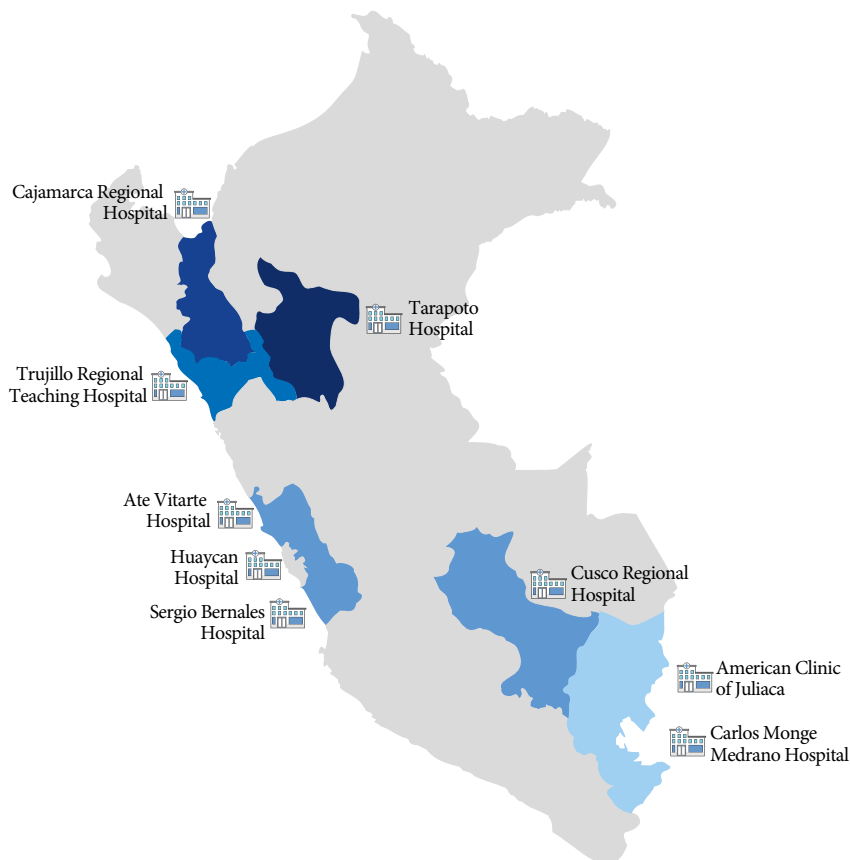 Cajamarca Regional
Hospital
Tarapoto
Hospital
Trujillo Regional
Teaching Hospital
Ate Vitarte
Hospital
Huaycan
Hospital
Cusco Regional
Hospital
Sergio Bernales
Hospital
American Clinic
of Juliaca
Carlos Monge
Medrano Hospital